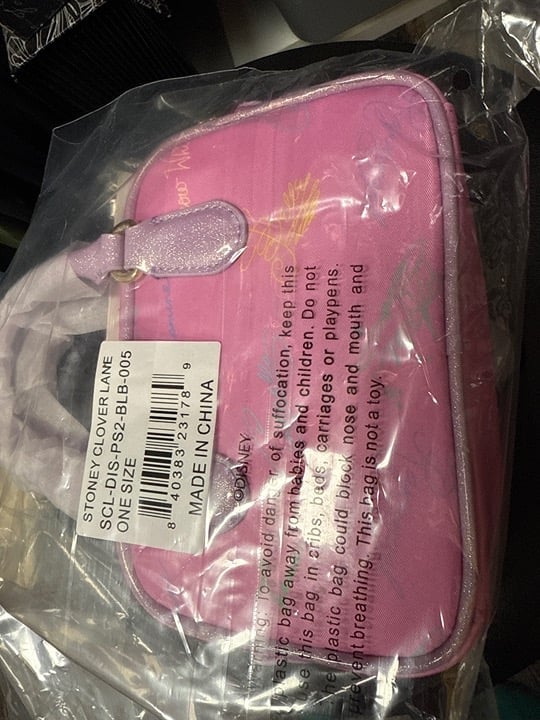 STONEY CLOVER LANE
SCL-DIS-PS2-BLB-005
ONE SIZE
8 40383 23178 9
MADE IN CHINA
©DISNEY
To avoid danger of suffocation, keep this
plastic bag away from babies and children. Do not
use this bag in cribs, beds, carriages or playpens.
The plastic bag could block nose and mouth and
prevent breathing. This bag is not a toy.